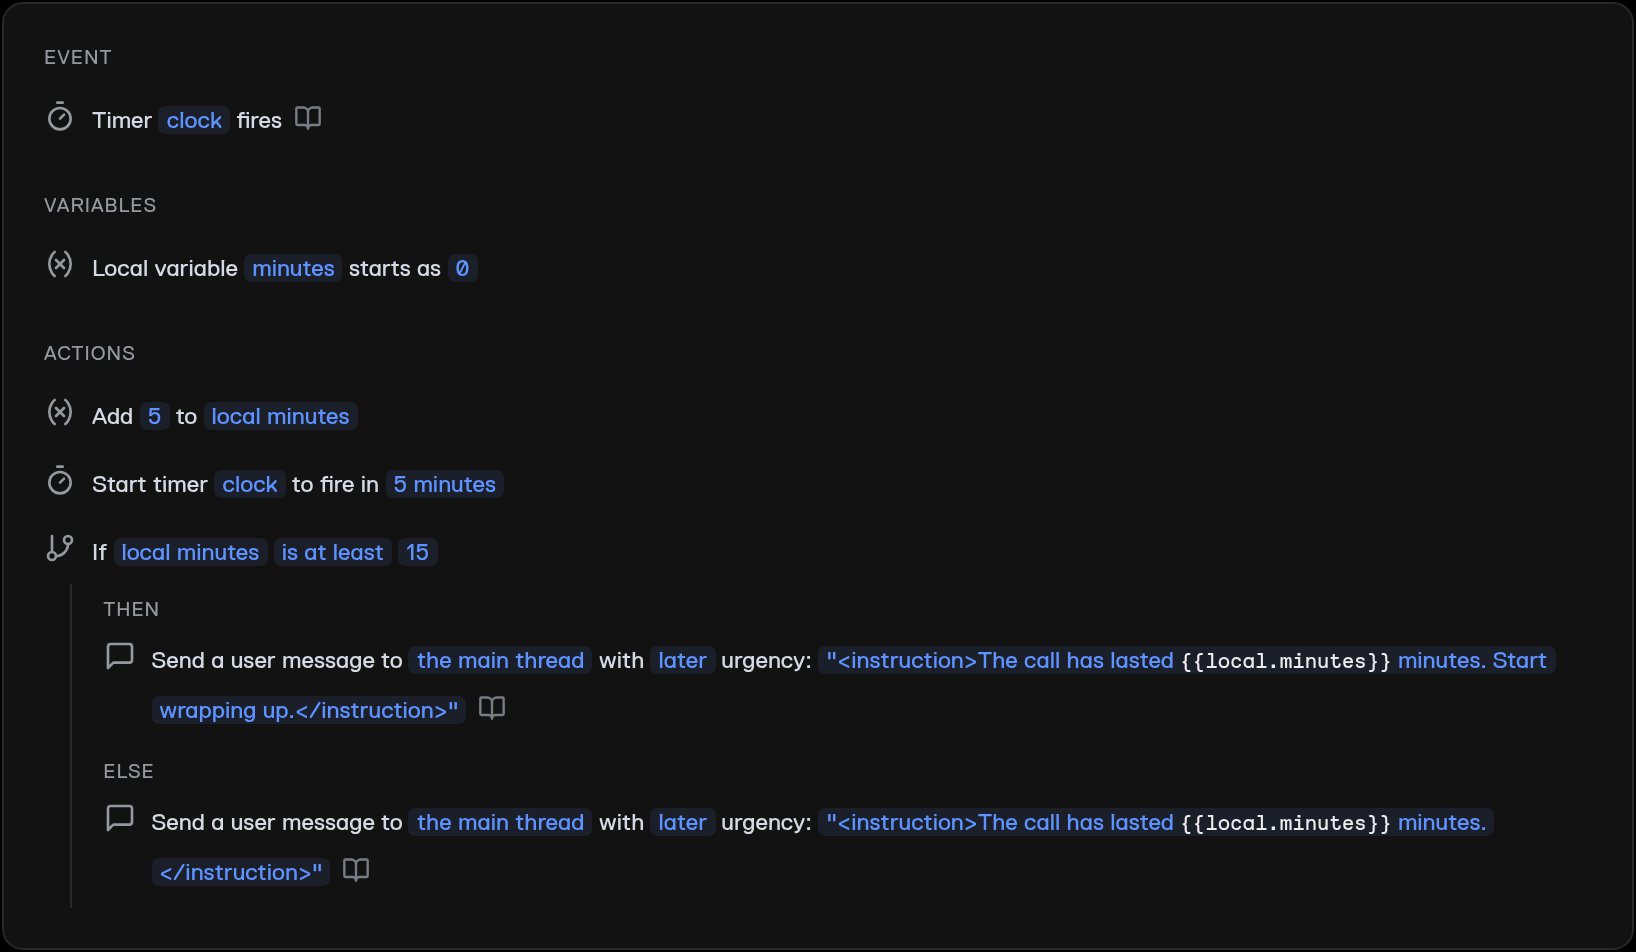 EVENT
Timer clock fires
VARIABLES
Local variable minutes starts as 0
ACTIONS
Add 5 to local minutes
Start timer clock to fire in 5 minutes
If local minutes is at least 15
THEN
Send a user message to the main thread with later urgency: "<instruction>The call has lasted {{local.minutes}} minutes. Start
wrapping up.</instruction>"
ELSE
Send a user message to the main thread with later urgency: "<instruction>The call has lasted {{local.minutes}} minutes.
</instruction>"